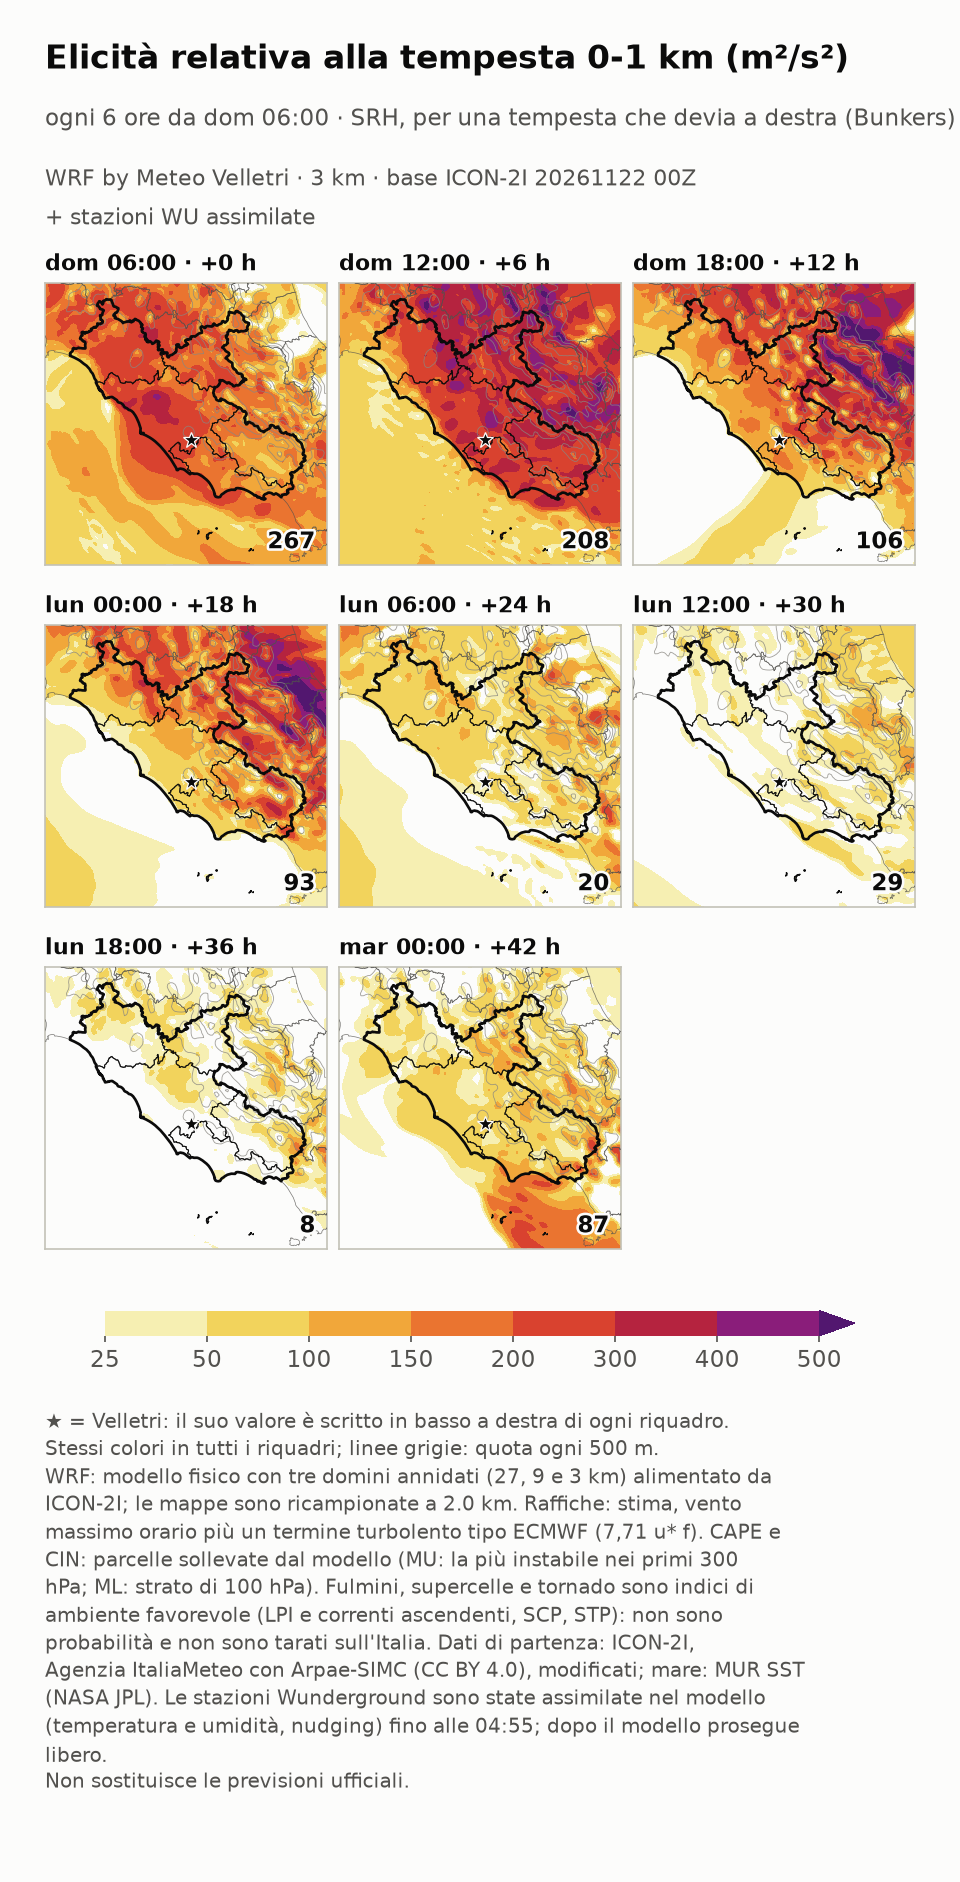 Elicità relativa alla tempesta 0-1 km (m²/s²)
ogni 6 ore da dom 06:00 · SRH, per una tempesta che devia a destra (Bunkers)
WRF by Meteo Velletri · 3 km · base ICON-2I 20261122 00Z
+ stazioni WU assimilate
dom 06:00 · +0 h
dom 12:00 · +6 h
dom 18:00 · +12 h
267
208
106
lun 00:00 · +18 h
lun 06:00 · +24 h
lun 12:00 · +30 h
93
20
29
lun 18:00 · +36 h
mar 00:00 · +42 h
8
87
25 50 100 150 200 300 400 500
★ = Velletri: il suo valore è scritto in basso a destra di ogni riquadro.
Stessi colori in tutti i riquadri; linee grigie: quota ogni 500 m.
WRF: modello fisico con tre domini annidati (27, 9 e 3 km) alimentato da
ICON-2I; le mappe sono ricampionate a 2.0 km. Raffiche: stima, vento
massimo orario più un termine turbolento tipo ECMWF (7,71 u* f). CAPE e
CIN: parcelle sollevate dal modello (MU: la più instabile nei primi 300
hPa; ML: strato di 100 hPa). Fulmini, supercelle e tornado sono indici di
ambiente favorevole (LPI e correnti ascendenti, SCP, STP): non sono
probabilità e non sono tarati sull'Italia. Dati di partenza: ICON-2I,
Agenzia ItaliaMeteo con Arpae-SIMC (CC BY 4.0), modificati; mare: MUR SST
(NASA JPL). Le stazioni Wunderground sono state assimilate nel modello
(temperatura e umidità, nudging) fino alle 04:55; dopo il modello prosegue
libero.
Non sostituisce le previsioni ufficiali.